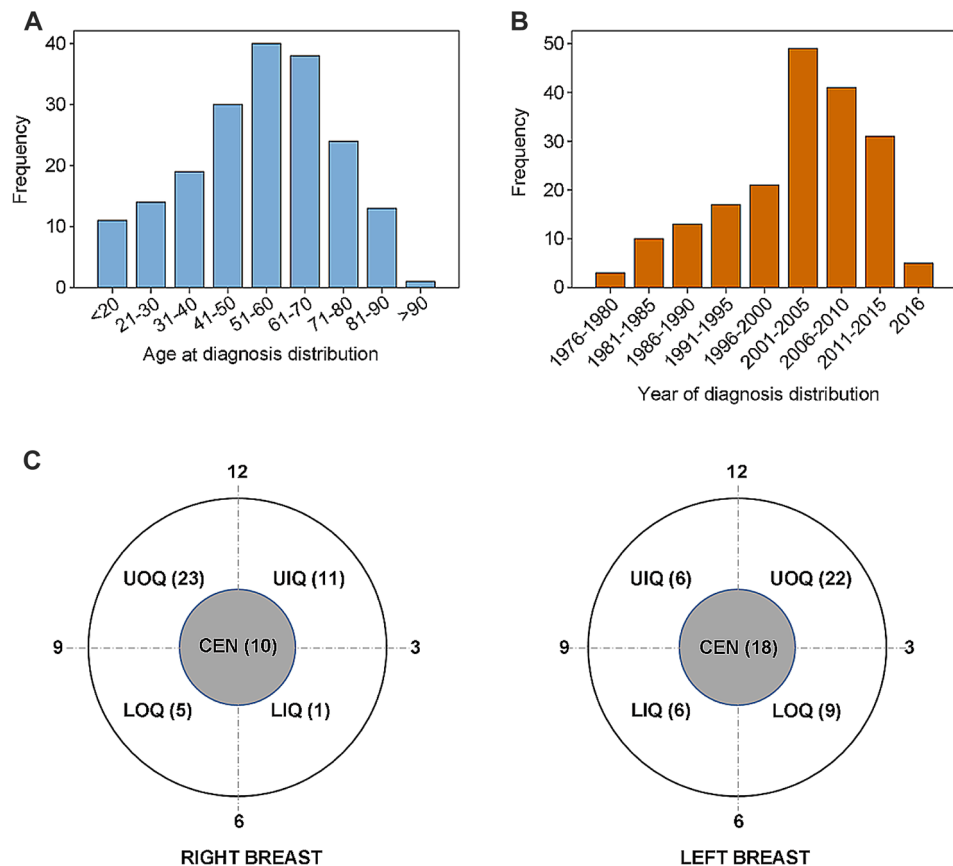 A
40
30
20
10
0
Frequency
<20
21-30
31-40
41-50
51-60
61-70
71-80
81-90
>90
Age at diagnosis distribution
B
50
40
30
20
10
0
Frequency
1976-1980
1981-1985
1986-1990
1991-1995
1996-2000
2001-2005
2006-2010
2011-2015
2016
Year of diagnosis distribution
C
12
UOQ (23)
UIQ (11)
9
CEN (10)
3
LOQ (5)
LIQ (1)
6
RIGHT BREAST
12
UIQ (6)
UOQ (22)
9
CEN (18)
3
LIQ (6)
LOQ (9)
6
LEFT BREAST